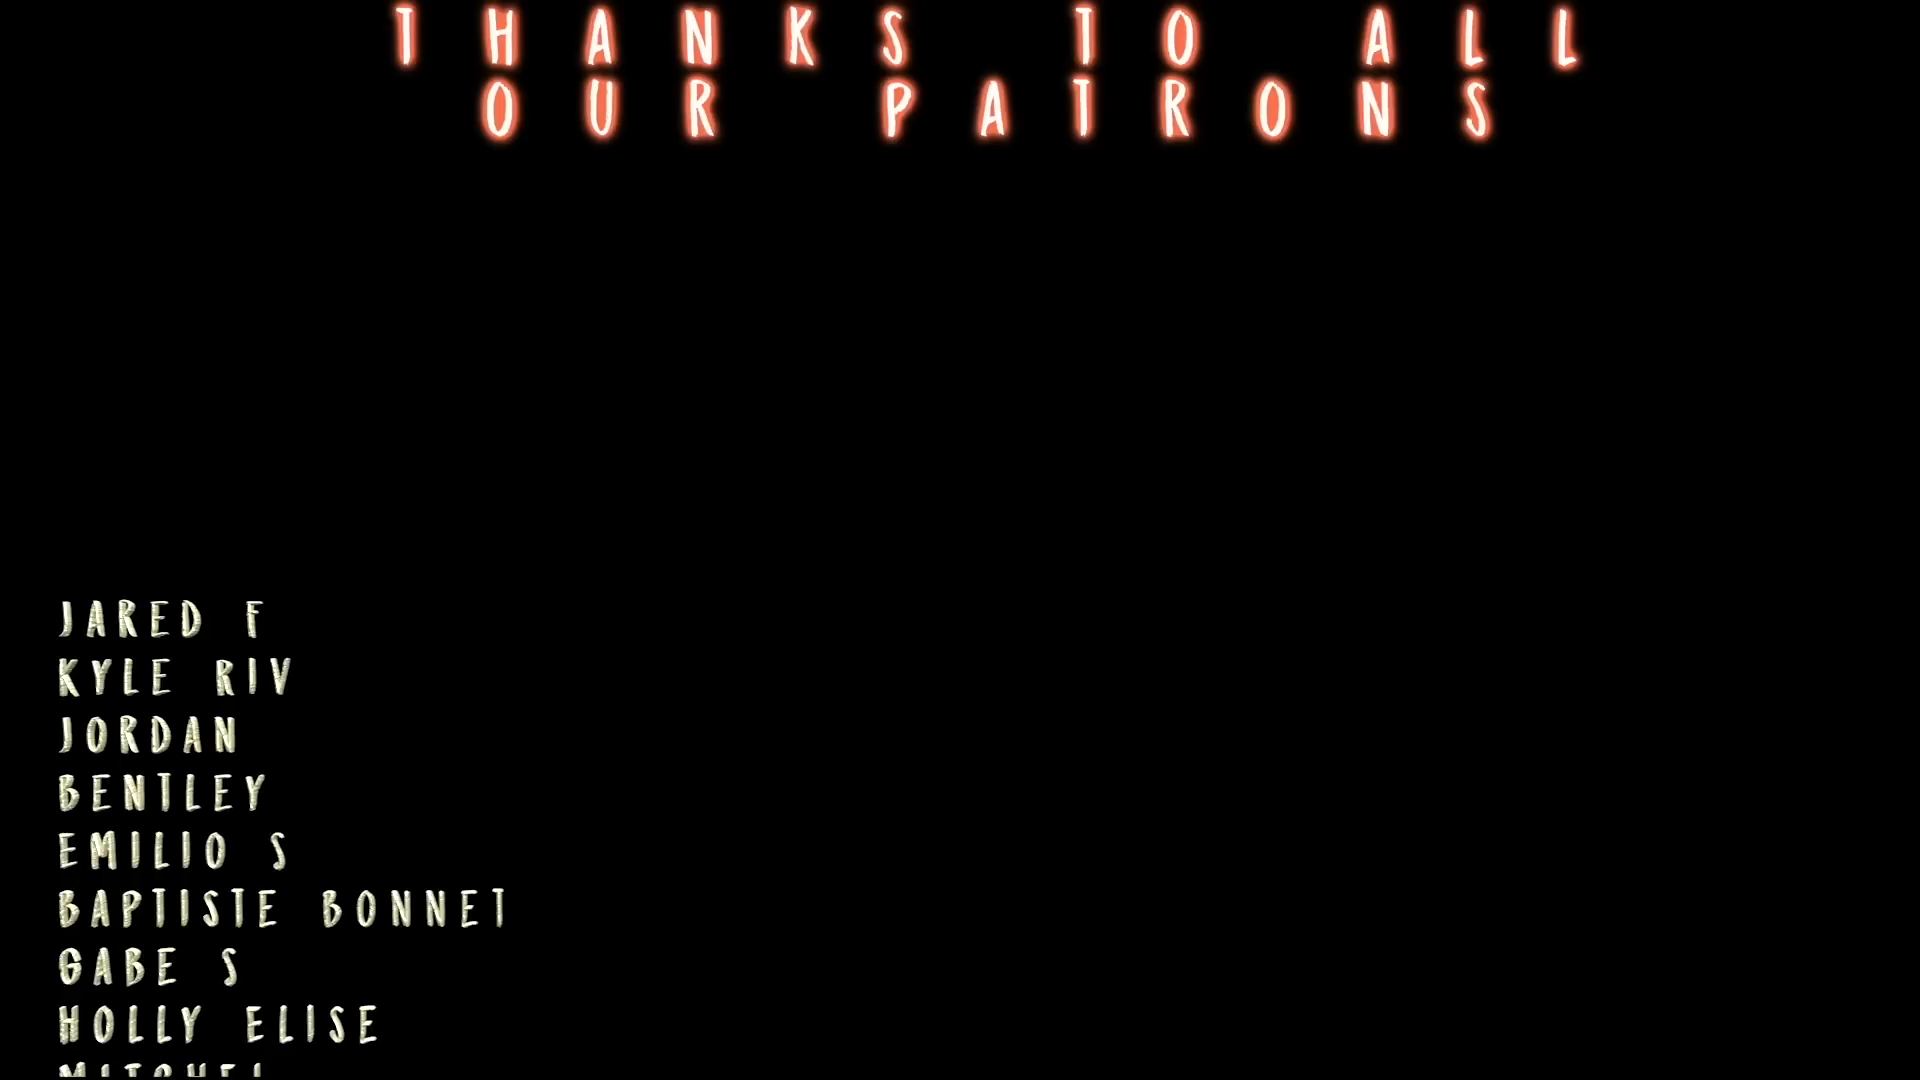 THANKS TO ALL
OUR PATRONS
JARED F
KYLE RIV
JORDAN
BENTLEY
EMILIO S
BAPTISTE BONNET
GABE S
HOLLY ELISE